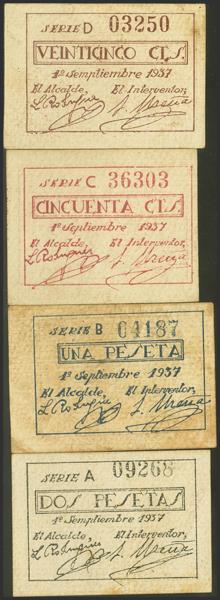 SERIE D 03250
VEINTICINCO CTS.
1º Semptiembre 1937
El Alcalde, El Interventor,
SERIE C 36303
CINCUENTA CTS.
1º Septiembre 1937
El Alcalde, El Interventor,
SERIE B 04187
UNA PESETA
1º Septiembre 1937
El Alcalde, El Interventor,
SERIE A 09268
DOS PESETAS
1º Septiembre 1937
El Alcalde, El Interventor,